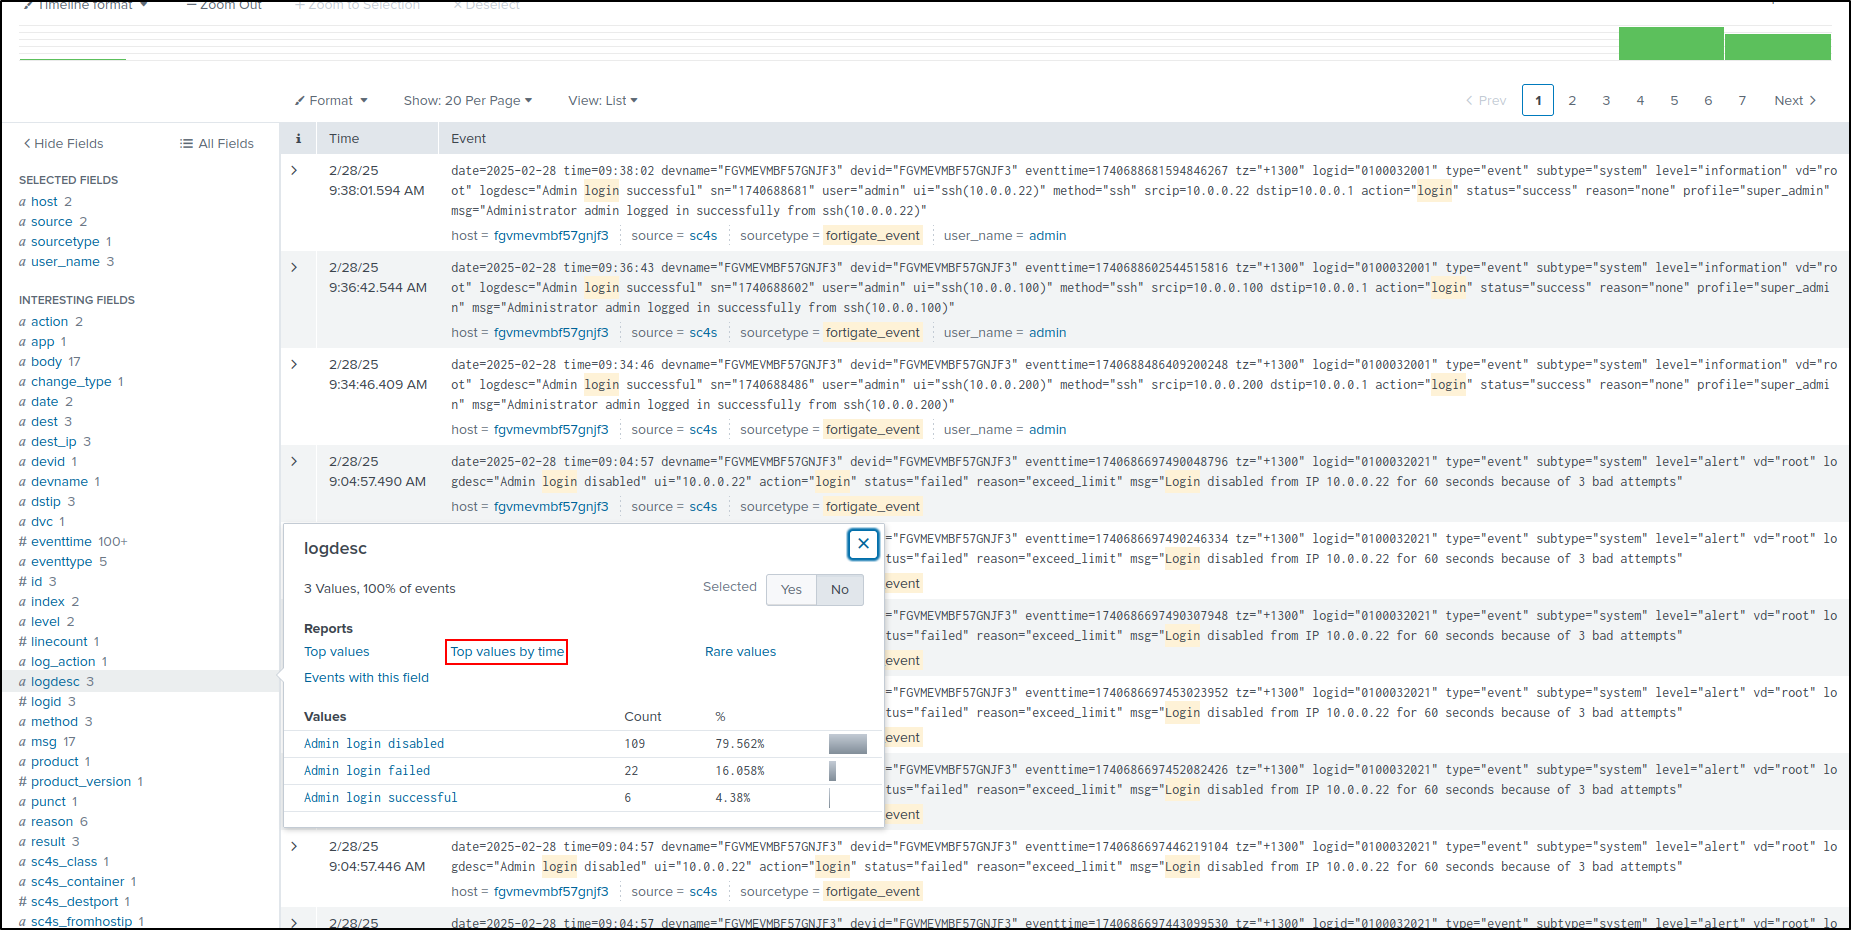 Timeline format
— Zoom Out
+ Zoom to Selection
× Deselect
Format
Show: 20 Per Page
View: List
< Prev
1
2
3
4
5
6
7
Next >
< Hide Fields
All Fields
i
Time
Event
SELECTED FIELDS
a host 2
a source 2
a sourcetype 1
a user_name 3
INTERESTING FIELDS
a action 2
a app 1
a body 17
a change_type 1
a date 2
a dest 3
a dest_ip 3
a devid 1
a devname 1
a dstip 3
a dvc 1
# eventtime 100+
a eventtype 5
# id 3
a index 2
a level 2
# linecount 1
a log_action 1
a logdesc 3
# logid 3
a method 3
a msg 17
a product 1
# product_version 1
a punct 1
a reason 6
a result 3
a sc4s_class 1
a sc4s_container 1
# sc4s_destport 1
a sc4s_fromhostip 1
2/28/25
9:38:01.594 AM
date=2025-02-28 time=09:38:02 devname="FGVMEVMBF57GNJF3" devid="FGVMEVMBF57GNJF3" eventtime=1740688681594846267 tz="+1300" logid="0100032001" type="event" subtype="system" level="information" vd="ro
ot" logdesc="Admin login successful" sn="1740688681" user="admin" ui="ssh(10.0.0.22)" method="ssh" srcip=10.0.0.22 dstip=10.0.0.1 action="login" status="success" reason="none" profile="super_admin"
msg="Administrator admin logged in successfully from ssh(10.0.0.22)"
host = fgvmevmbf57gnjf3 source = sc4s sourcetype = fortigate_event user_name = admin
2/28/25
9:36:42.544 AM
date=2025-02-28 time=09:36:43 devname="FGVMEVMBF57GNJF3" devid="FGVMEVMBF57GNJF3" eventtime=1740688602544515816 tz="+1300" logid="0100032001" type="event" subtype="system" level="information" vd="ro
ot" logdesc="Admin login successful" sn="1740688602" user="admin" ui="ssh(10.0.0.100)" method="ssh" srcip=10.0.0.100 dstip=10.0.0.1 action="login" status="success" reason="none" profile="super_admi
n" msg="Administrator admin logged in successfully from ssh(10.0.0.100)"
host = fgvmevmbf57gnjf3 source = sc4s sourcetype = fortigate_event user_name = admin
2/28/25
9:34:46.409 AM
date=2025-02-28 time=09:34:46 devname="FGVMEVMBF57GNJF3" devid="FGVMEVMBF57GNJF3" eventtime=1740688486409200248 tz="+1300" logid="0100032001" type="event" subtype="system" level="information" vd="ro
ot" logdesc="Admin login successful" sn="1740688486" user="admin" ui="ssh(10.0.0.200)" method="ssh" srcip=10.0.0.200 dstip=10.0.0.1 action="login" status="success" reason="none" profile="super_admi
n" msg="Administrator admin logged in successfully from ssh(10.0.0.200)"
host = fgvmevmbf57gnjf3 source = sc4s sourcetype = fortigate_event user_name = admin
2/28/25
9:04:57.490 AM
date=2025-02-28 time=09:04:57 devname="FGVMEVMBF57GNJF3" devid="FGVMEVMBF57GNJF3" eventtime=1740686697490048796 tz="+1300" logid="0100032021" type="event" subtype="system" level="alert" vd="root" lo
gdesc="Admin login disabled" ui="10.0.0.22" action="login" status="failed" reason="exceed_limit" msg="Login disabled from IP 10.0.0.22 for 60 seconds because of 3 bad attempts"
host = fgvmevmbf57gnjf3 source = sc4s sourcetype = fortigate_event
="FGVMEVMBF57GNJF3" eventtime=1740686697490246334 tz="+1300" logid="0100032021" type="event" subtype="system" level="alert" vd="root" lo
tus="failed" reason="exceed_limit" msg="Login disabled from IP 10.0.0.22 for 60 seconds because of 3 bad attempts"
event
="FGVMEVMBF57GNJF3" eventtime=1740686697490307948 tz="+1300" logid="0100032021" type="event" subtype="system" level="alert" vd="root" lo
tus="failed" reason="exceed_limit" msg="Login disabled from IP 10.0.0.22 for 60 seconds because of 3 bad attempts"
event
="FGVMEVMBF57GNJF3" eventtime=1740686697453023952 tz="+1300" logid="0100032021" type="event" subtype="system" level="alert" vd="root" lo
tus="failed" reason="exceed_limit" msg="Login disabled from IP 10.0.0.22 for 60 seconds because of 3 bad attempts"
event
="FGVMEVMBF57GNJF3" eventtime=1740686697452082426 tz="+1300" logid="0100032021" type="event" subtype="system" level="alert" vd="root" lo
tus="failed" reason="exceed_limit" msg="Login disabled from IP 10.0.0.22 for 60 seconds because of 3 bad attempts"
event
logdesc
3 Values, 100% of events
Selected
Yes
No
Reports
Top values
Top values by time
Rare values
Events with this field
Values Count %
Admin login disabled 109 79.562%
Admin login failed 22 16.058%
Admin login successful 6 4.38%
2/28/25
9:04:57.446 AM
date=2025-02-28 time=09:04:57 devname="FGVMEVMBF57GNJF3" devid="FGVMEVMBF57GNJF3" eventtime=1740686697446219104 tz="+1300" logid="0100032021" type="event" subtype="system" level="alert" vd="root" lo
gdesc="Admin login disabled" ui="10.0.0.22" action="login" status="failed" reason="exceed_limit" msg="Login disabled from IP 10.0.0.22 for 60 seconds because of 3 bad attempts"
host = fgvmevmbf57gnjf3 source = sc4s sourcetype = fortigate_event
2/28/25
date=2025-02-28 time=09:04:57 devname="FGVMEVMBF57GNJF3" devid="FGVMEVMBF57GNJF3" eventtime=1740686697443099530 tz="+1300" logid="0100032021" type="event" subtype="system" level="alert" vd="root" lo